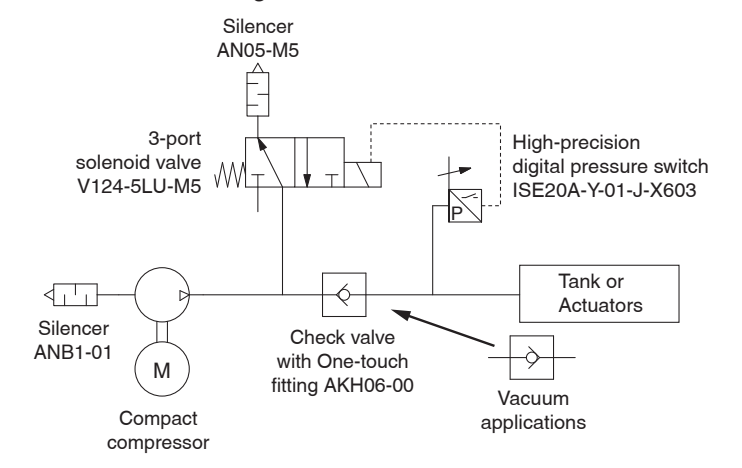 Silencer
AN05-M5
3-port
solenoid valve
V124-5LU-M5
High-precision
digital pressure switch
ISE20A-Y-01-J-X603
P
Tank or
Actuators
Silencer
ANB1-01
M
Compact
compressor
Check valve
with One-touch
fitting AKH06-00
Vacuum
applications